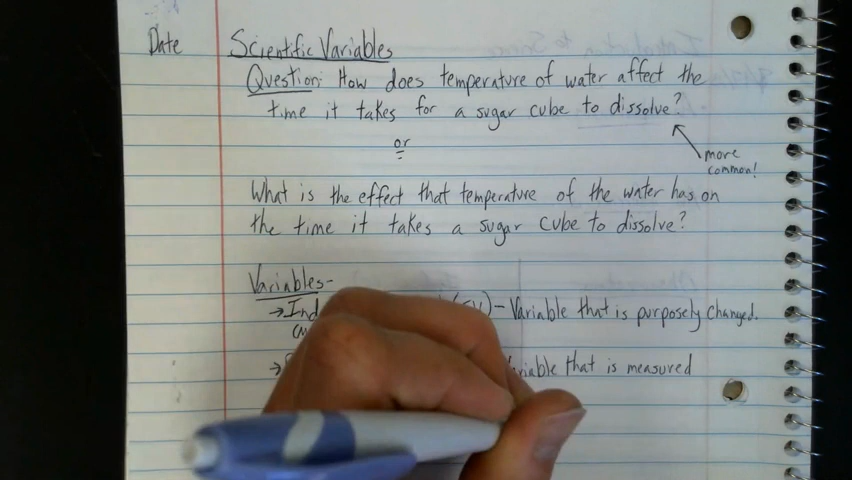 Date Scientific Variables
Question: How does temperature of water affect the
time it takes for a sugar cube to dissolve?
or
more
common!
What is the effect that temperature of the water has on
the time it takes a sugar cube to dissolve?
Variables-
→ Ind (IV) - Variable that is purposely changed.
→ that is measured